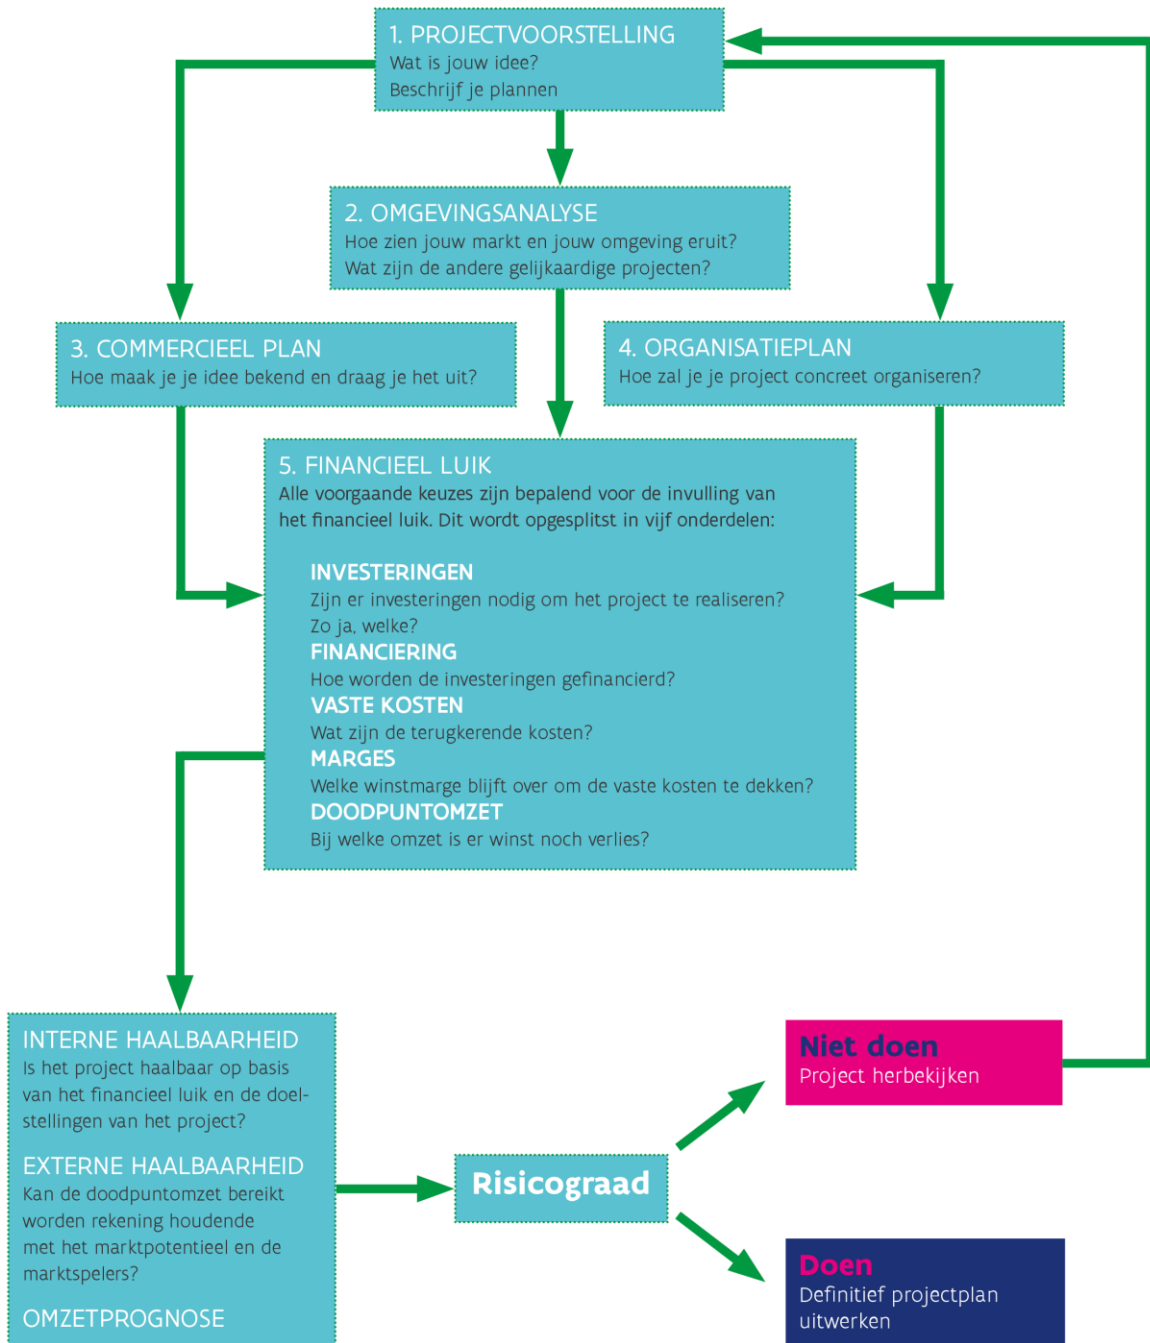 1. PROJECTVOORSTELLING
Wat is jouw idee?
Beschrijf je plannen
2. OMGEVINGSANALYSE
Hoe zien jouw markt en jouw omgeving eruit?
Wat zijn de andere gelijkaardige projecten?
3. COMMERCIEEL PLAN
Hoe maak je je idee bekend en draag je het uit?
4. ORGANISATIEPLAN
Hoe zal je je project concreet organiseren?
5. FINANCIEEL LUIK
Alle voorgaande keuzes zijn bepalend voor de invulling van
het financieel luik. Dit wordt opgesplitst in vijf onderdelen:
INVESTERINGEN
Zijn er investeringen nodig om het project te realiseren?
Zo ja, welke?
FINANCIERING
Hoe worden de investeringen gefinancierd?
VASTE KOSTEN
Wat zijn de terugkerende kosten?
MARGES
Welke winstmarge blijft over om de vaste kosten te dekken?
DOODPUNTOMZET
Bij welke omzet is er winst noch verlies?
INTERNE HAALBAARHEID
Is het project haalbaar op basis
van het financieel luik en de doel-
stellingen van het project?
EXTERNE HAALBAARHEID
Kan de doodpuntomzet bereikt
worden rekening houdende
met het marktpotentieel en de
marktspelers?
OMZETPROGNOSE
Risicograad
Niet doen
Project herbekijken
Doen
Definitief projectplan
uitwerken